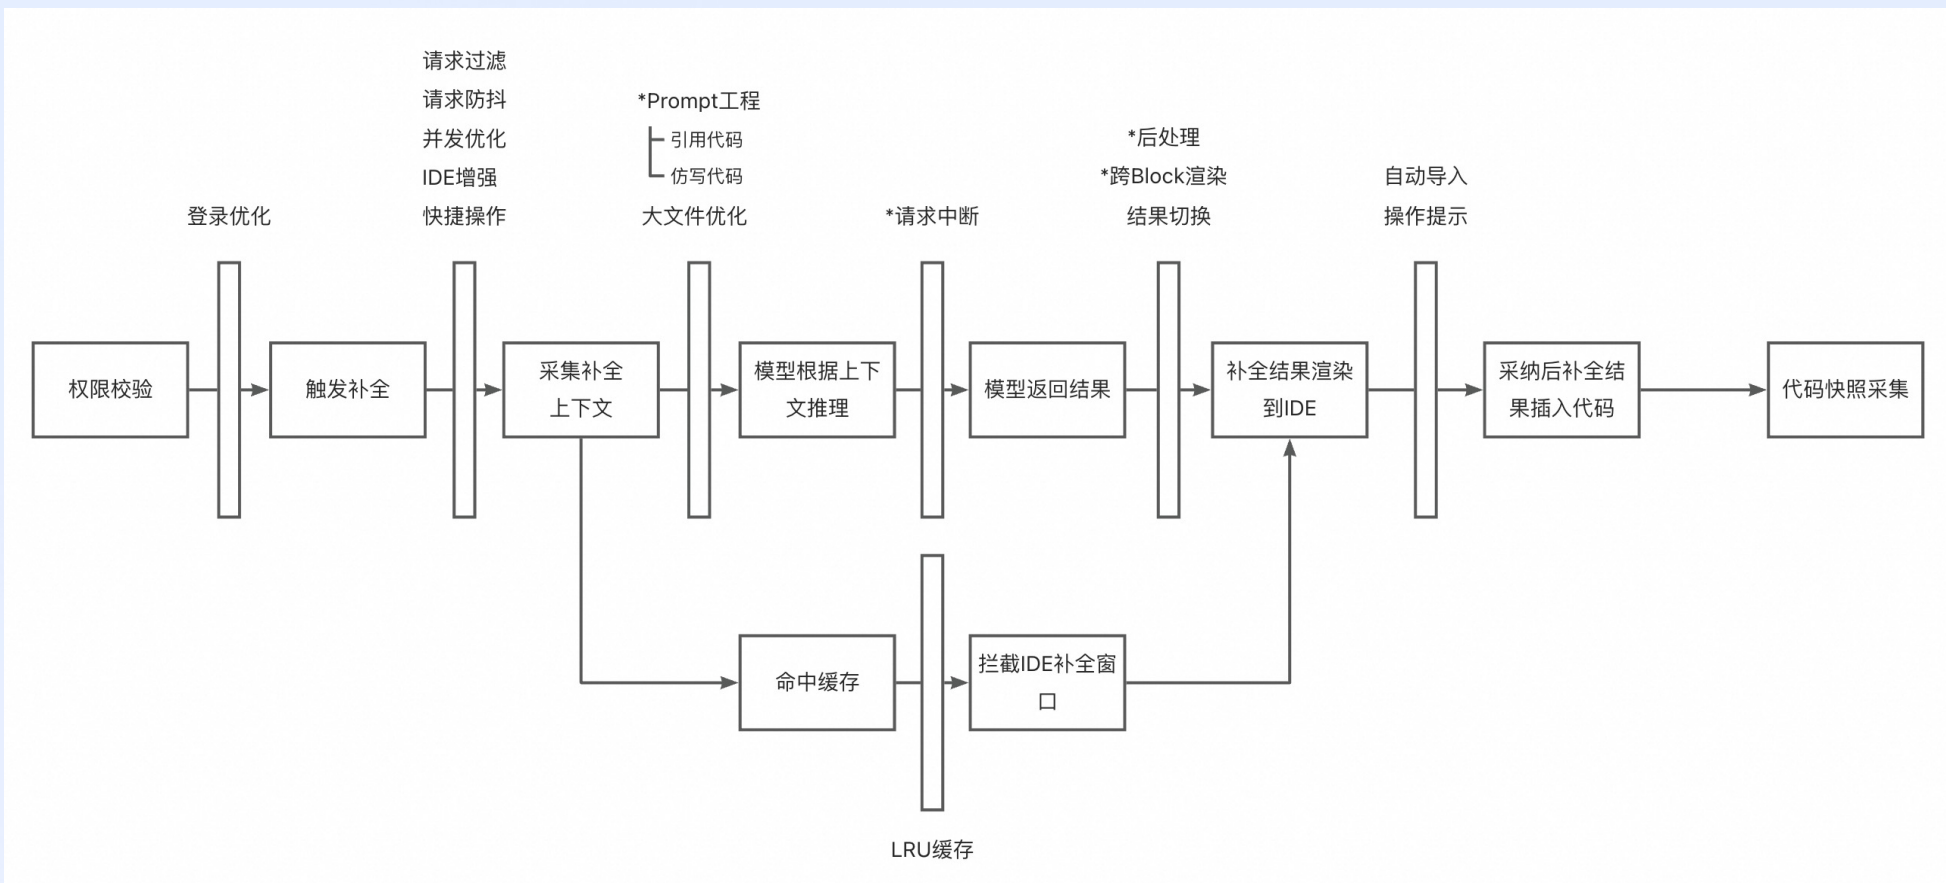 请求过滤
请求防抖
并发优化
IDE增强
快捷操作
*Prompt工程
引用代码
仿写代码
大文件优化
*后处理
*跨Block渲染
结果切换
自动导入
操作提示
登录优化
*请求中断
权限校验
触发补全
采集补全
上下文
模型根据上下
文推理
模型返回结果
补全结果渲染
到IDE
采纳后补全结
果插入代码
代码快照采集
命中缓存
拦截IDE补全窗
口
LRU缓存